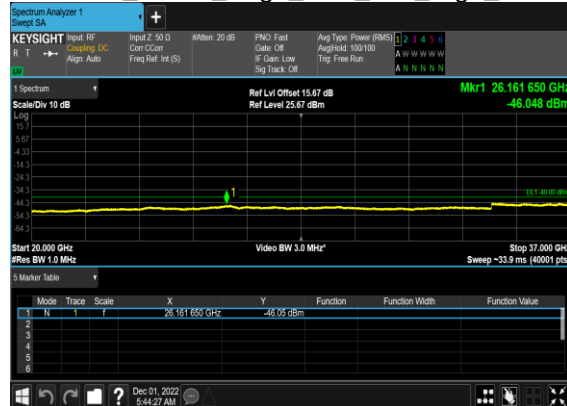 Spectrum Analyzer 1
Swept SA
KEYSIGHT Input: RF Input Z: 50 Ω #Atten: 20 dB PNO: Fast Avg Type: Power (RMS) 1 2 3 4 5 6
R T Coupling: DC Corr CCorr Gate: Off Avg|Hold: 100/100 A W W W W W
Align: Auto Freq Ref: Int (S) IF Gain: Low Trig: Free Run
Sig Track: Off A N N N N N
1 Spectrum Ref Lvl Offset 15.67 dB Mkr1 26.161 650 GHz
Scale/Div 10 dB Ref Level 25.67 dBm -46.048 dBm
Log
15.7
5.67
-4.33
-14.3
-24.3
-34.3
1
DL1 -40.00 dBm
-44.3
-54.3
-64.3
Start 20.000 GHz Video BW 3.0 MHz* Stop 37.000 GHz
#Res BW 1.0 MHz Sweep ~33.9 ms (40001 pts)
5 Marker Table
Mode Trace Scale X Y Function Function Width Function Value
1 N 1 f 26.161 650 GHz -46.05 dBm
2
3
4
5
6
? Dec 01, 2022
5:44:27 AM